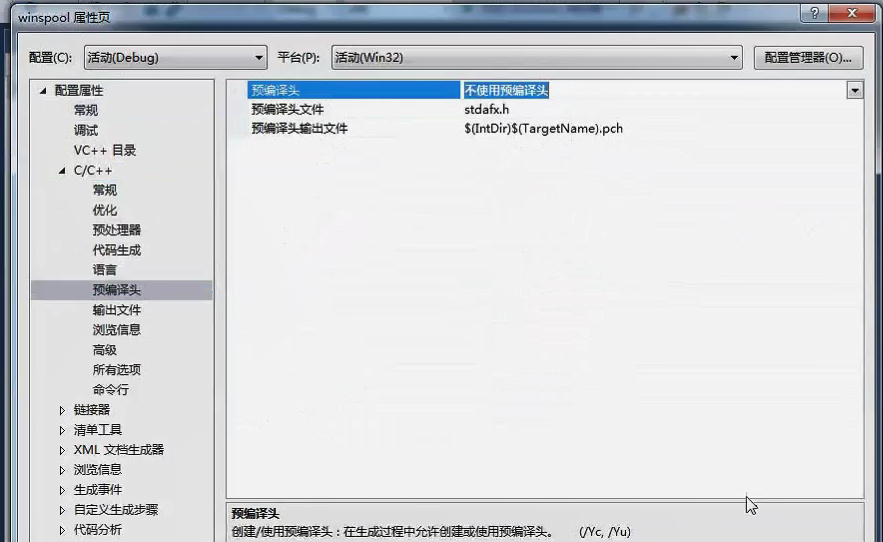 winspool 属性页
配置(C): 活动(Debug) 平台(P): 活动(Win32) 配置管理器(O)...
配置属性
常规
调试
VC++ 目录
C/C++
常规
优化
预处理器
代码生成
语言
预编译头
输出文件
浏览信息
高级
所有选项
命令行
链接器
清单工具
XML 文档生成器
浏览信息
生成事件
自定义生成步骤
代码分析
预编译头 不使用预编译头
预编译头文件 stdafx.h
预编译头输出文件 $(IntDir)$(TargetName).pch
预编译头
创建/使用预编译头：在生成过程中允许创建或使用预编译头。 (/Yc, /Yu)